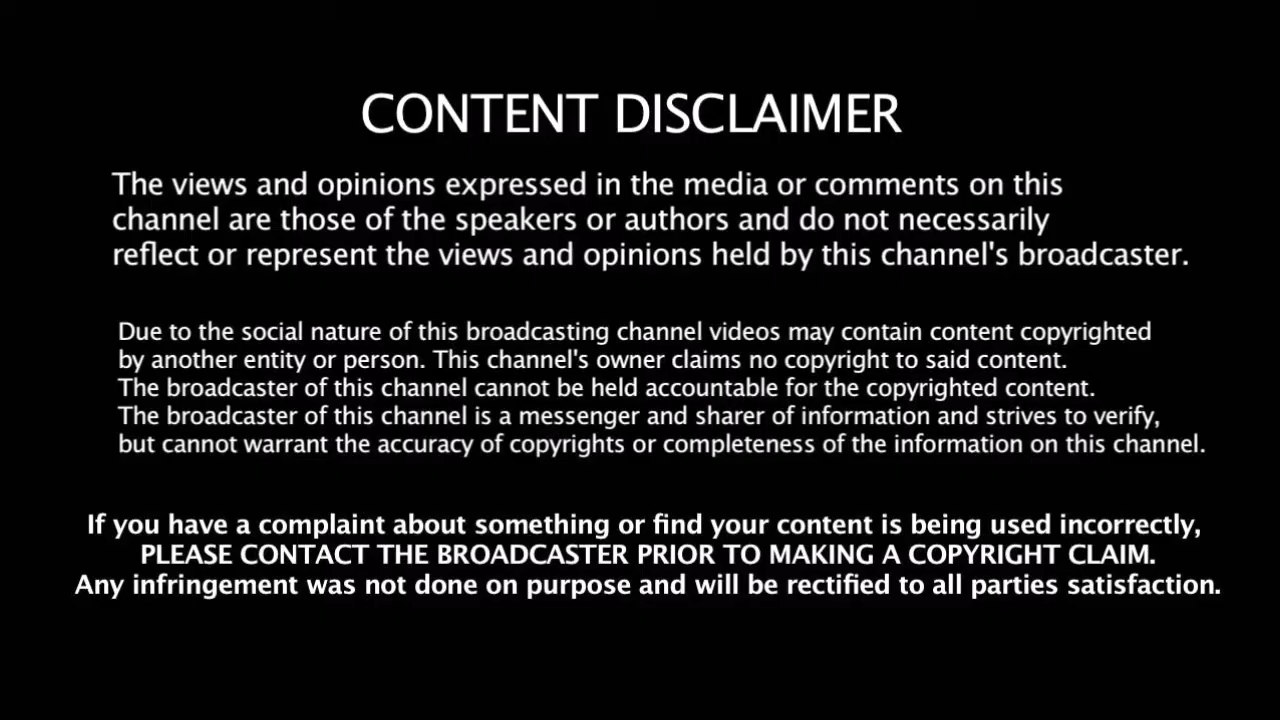 CONTENT DISCLAIMER
The views and opinions expressed in the media or comments on this
channel are those of the speakers or authors and do not necessarily
reflect or represent the views and opinions held by this channel's broadcaster.
Due to the social nature of this broadcasting channel videos may contain content copyrighted
by another entity or person. This channel's owner claims no copyright to said content.
The broadcaster of this channel cannot be held accountable for the copyrighted content.
The broadcaster of this channel is a messenger and sharer of information and strives to verify,
but cannot warrant the accuracy of copyrights or completeness of the information on this channel.
If you have a complaint about something or find your content is being used incorrectly,
PLEASE CONTACT THE BROADCASTER PRIOR TO MAKING A COPYRIGHT CLAIM.
Any infringement was not done on purpose and will be rectified to all parties satisfaction.